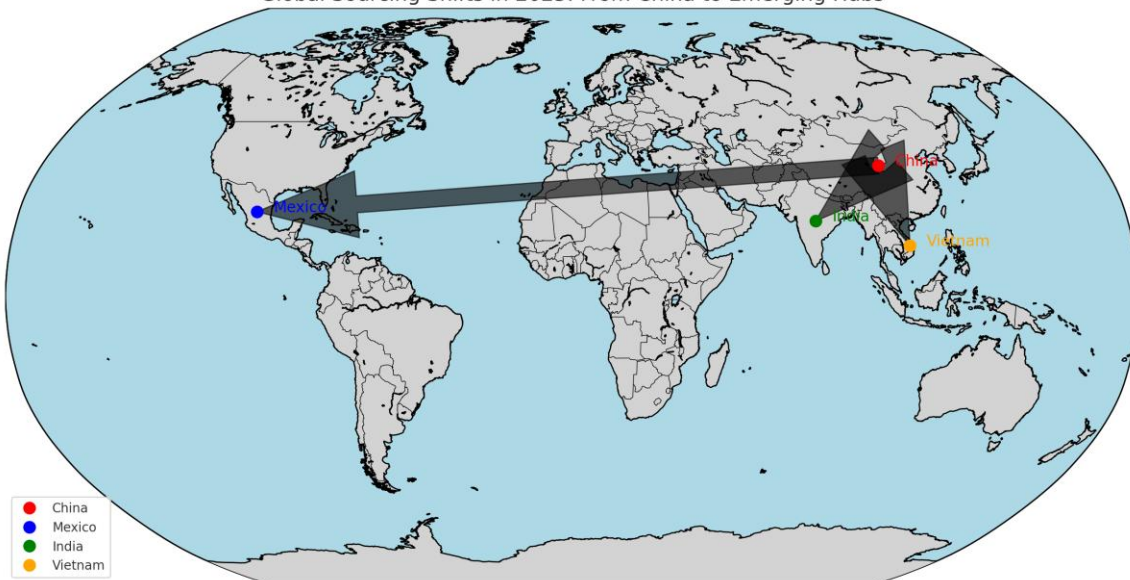 Global Sourcing Shifts in From China to Emerging Hubs
China
Mexico
India
Vietnam
China
Mexico
India
Vietnam